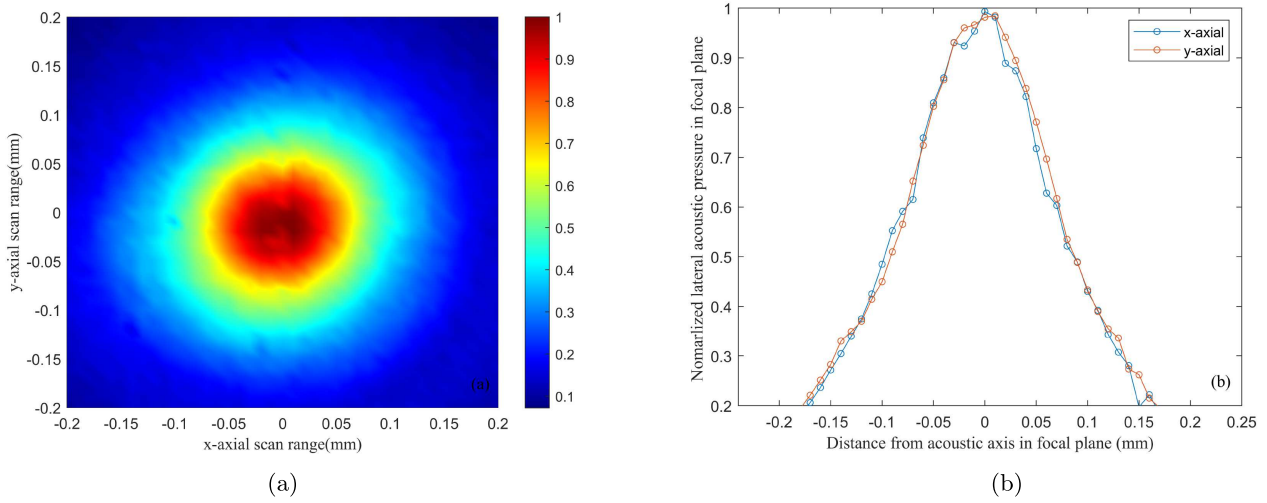 0.2
0.15
0.1
0.05
0
-0.05
-0.1
-0.15
-0.2
y-axial scan range(mm)
-0.2 -0.15 -0.1 -0.05 0 0.05 0.1 0.15 0.2
x-axial scan range(mm)
(a)
1
0.9
0.8
0.7
0.6
0.5
0.4
0.3
0.2
0.1
(a)
1
0.9
0.8
0.7
0.6
0.5
0.4
0.3
0.2
Nomarlized lateral acoustic pressure in focal plane
x-axial
y-axial
(b)
-0.2 -0.15 -0.1 -0.05 0 0.05 0.1 0.15 0.2 0.25
Distance from acoustic axis in focal plane (mm)
(b)